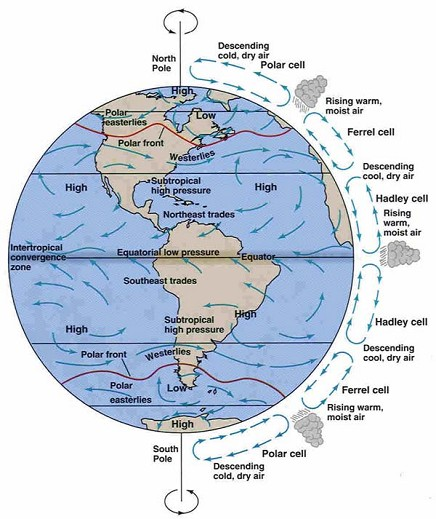 Descending
cold, dry air
Polar cell
North
Pole
High
Rising warm,
moist air
Polar
easterlies
Low
Ferrel cell
Polar front
Westerlies
Descending
cool, dry air
High
Subtropical
high pressure
High
Hadley cell
Northeast trades
Rising
warm,
moist air
Intertropical
convergence
zone
Equatorial low pressure
Equator
Southeast trades
High
Subtropical
high pressure
High
Hadley cell
Descending
cool, dry air
Polar front
Westerlies
Polar
easterlies
Low
Ferrel cell
Rising warm,
moist air
High
South
Pole
Polar cell
Descending
cold, dry air